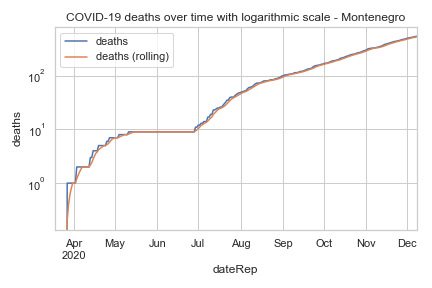 COVID-19 deaths over time with logarithmic scale - Montenegro
deaths
deaths (rolling)
10²
10¹
10⁰
deaths
Apr May Jun Jul Aug Sep Oct Nov Dec
2020
dateRep